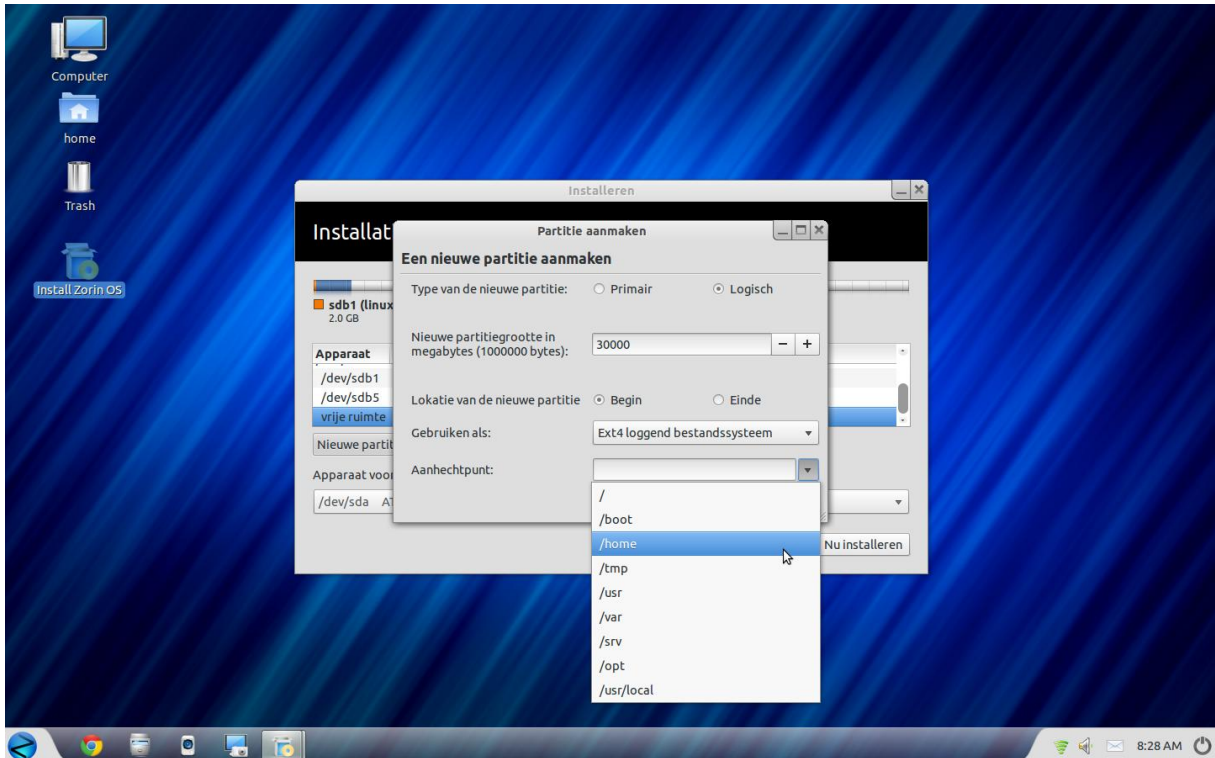 Computer
home
Trash
Install Zorin OS
Installeren
Installat
sdb1 (linux
2.0 GB
Apparaat
/dev/sdb1
/dev/sdb5
vrije ruimte
Nieuwe partit
Apparaat voor
/dev/sda
Nu installeren
Partitie aanmaken
Een nieuwe partitie aanmaken
Type van de nieuwe partitie: Primair Logisch
Nieuwe partitiegrootte in
megabytes (1000000 bytes): 30000 − +
Lokatie van de nieuwe partitie Begin Einde
Gebruiken als: Ext4 loggend bestandssysteem
Aanhechtpunt:
/
/boot
/home
/tmp
/usr
/var
/srv
/opt
/usr/local
8:28 AM